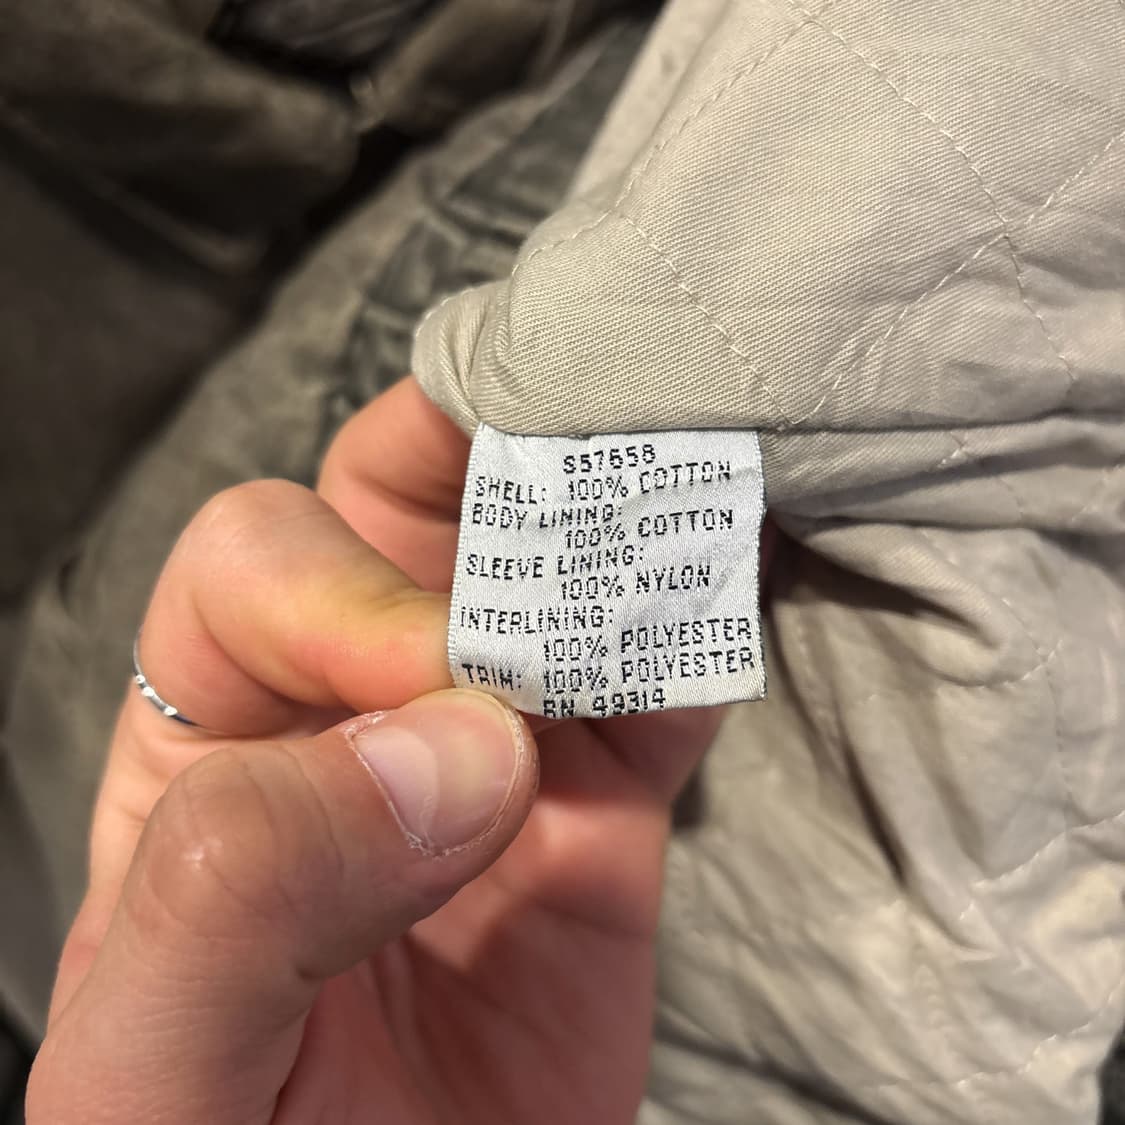 S57658
SHELL: 100% COTTON
BODY LINING:
100% COTTON
SLEEVE LINING:
100% NYLON
INTERLINING:
100% POLYESTER
TRIM: 100% POLYESTER
RN 49314